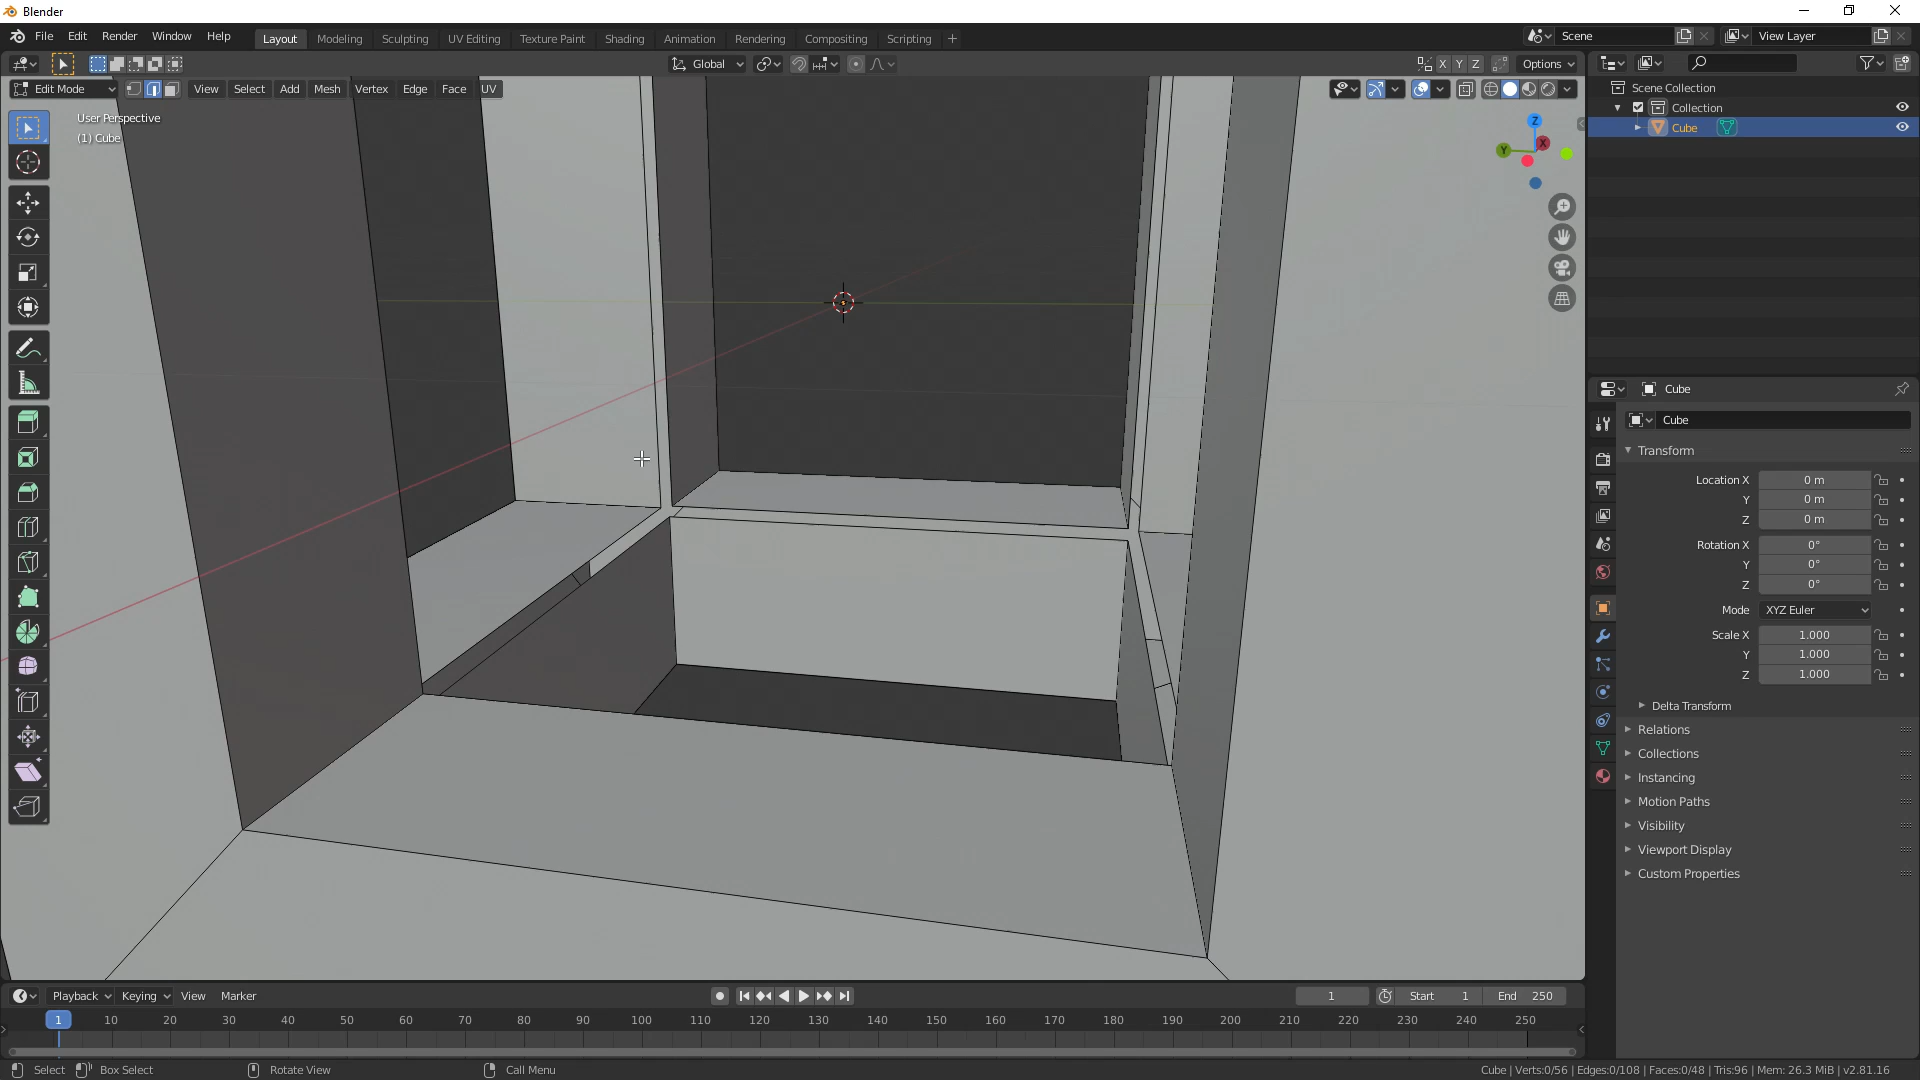 Blender
File Edit Render Window Help
Layout Modeling Sculpting UV Editing Texture Paint Shading Animation Rendering Compositing Scripting
Scene View Layer
Global X Y Z Options
Edit Mode View Select Add Mesh Vertex Edge Face UV
User Perspective
(1) Cube
Z
X
Y
Scene Collection
Collection
Cube
Cube
Cube
Transform
Location X 0 m
Y 0 m
Z 0 m
Rotation X 0°
Y 0°
Z 0°
Mode XYZ Euler
Scale X 1.000
Y 1.000
Z 1.000
Delta Transform
Relations
Collections
Instancing
Motion Paths
Visibility
Viewport Display
Custom Properties
Playback Keying View Marker 1 Start 1 End 250
1 10 20 30 40 50 60 70 80 90 100 110 120 130 140 150 160 170 180 190 200 210 220 230 240 250
Select Box Select Rotate View Call Menu Cube | Verts:0/56 | Edges:0/108 | Faces:0/48 | Tris:96 | Mem: 26.3 MiB | v2.81.16